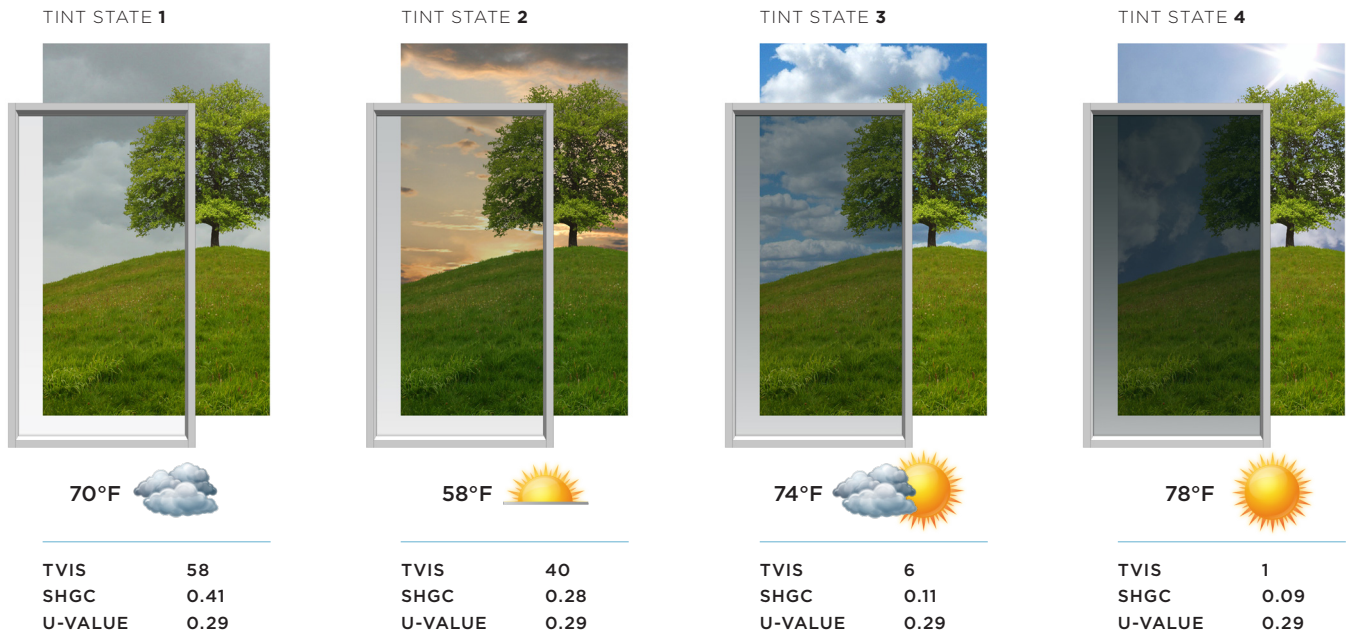 TINT STATE 1
70°F
TVIS 58
SHGC 0.41
U-VALUE 0.29
TINT STATE 2
58°F
TVIS 40
SHGC 0.28
U-VALUE 0.29
TINT STATE 3
74°F
TVIS 6
SHGC 0.11
U-VALUE 0.29
TINT STATE 4
78°F
TVIS 1
SHGC 0.09
U-VALUE 0.29